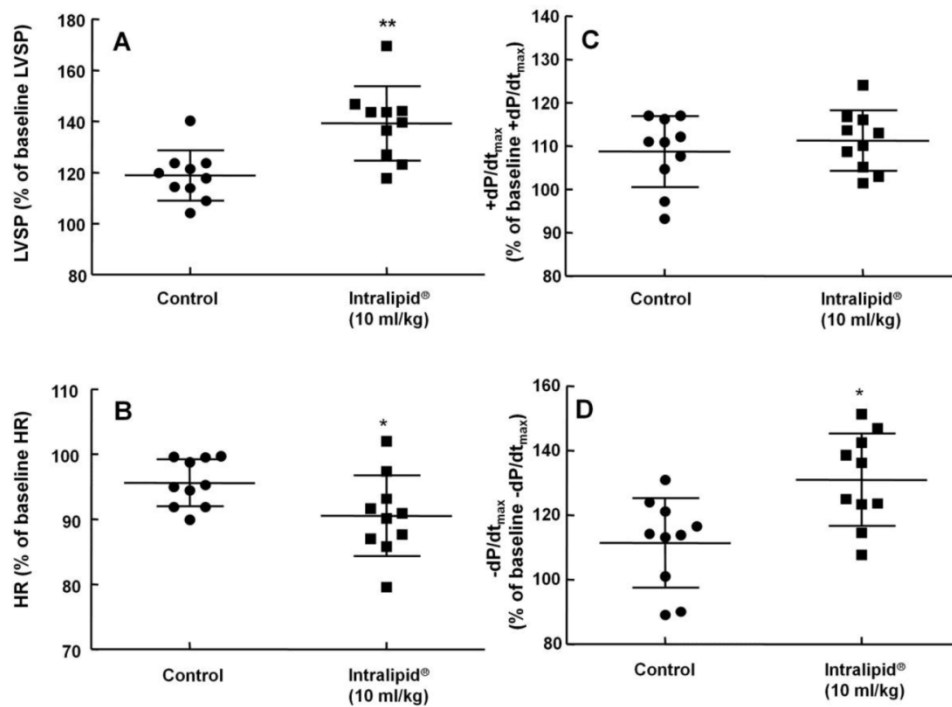 A
LVSP (% of baseline LVSP)
180
160
140
120
100
80
**
Control
Intralipid®
(10 ml/kg)
C
+dP/dtmax
(% of baseline +dP/dtmax)
140
130
120
110
100
90
80
Control
Intralipid®
(10 ml/kg)
B
HR (% of baseline HR)
110
100
90
80
70
*
Control
Intralipid®
(10 ml/kg)
D
-dP/dtmax
(% of baseline -dP/dtmax)
160
140
120
100
80
*
Control
Intralipid®
(10 ml/kg)